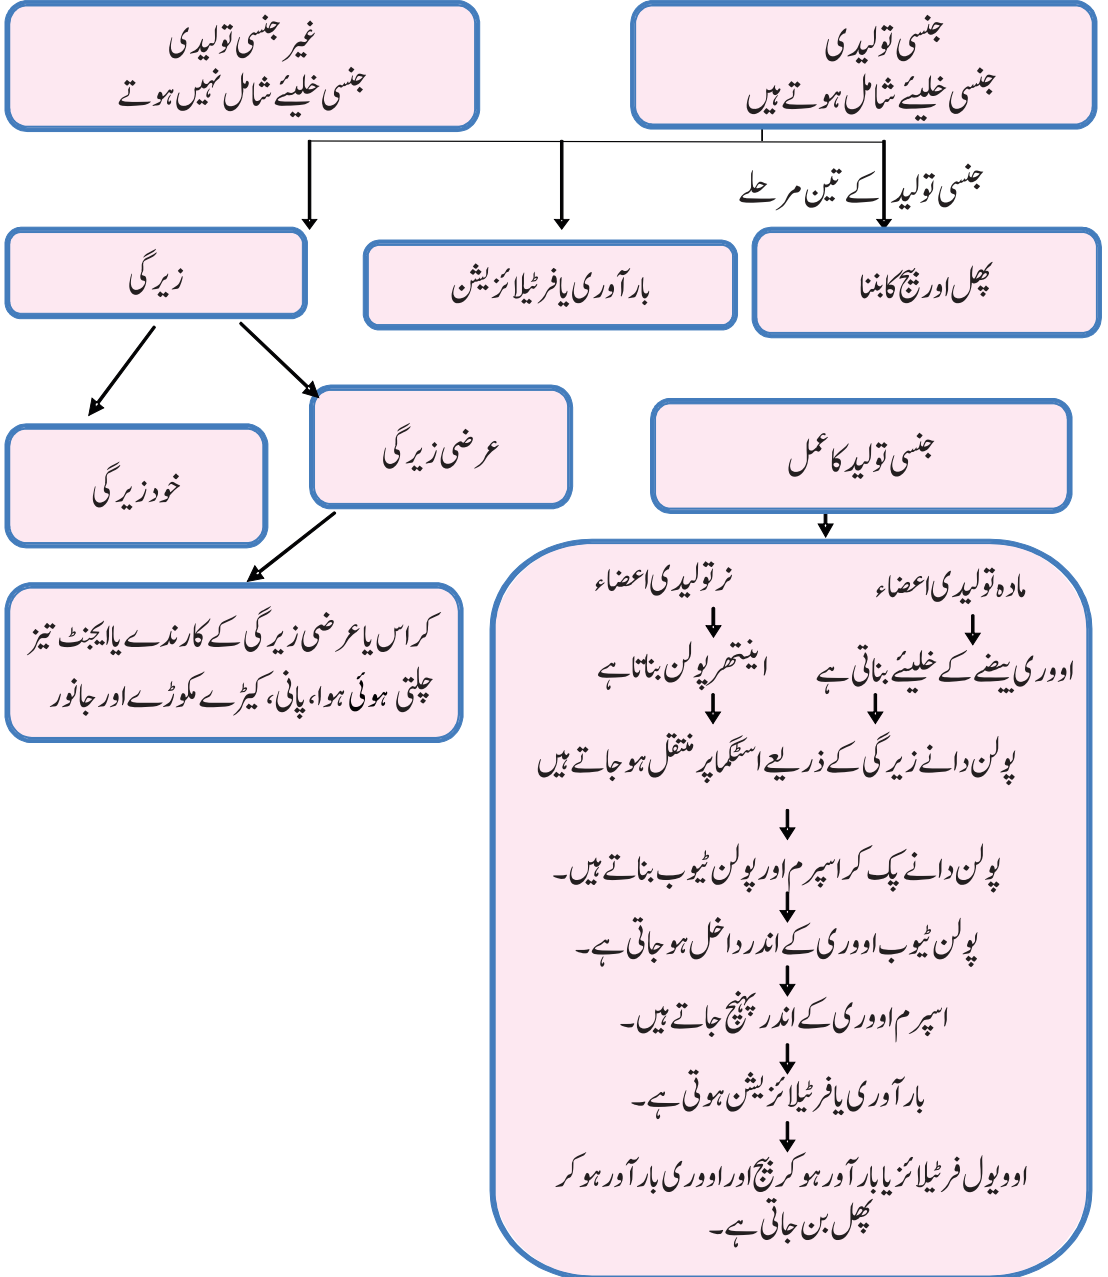 جنسی تولیدی
جنسی خلیئے شامل ہوتے ہیں
غیر جنسی تولیدی
جنسی خلیئے شامل نہیں ہوتے
جنسی تولید کے تین مرحلے
پھل اور بیج کا بننا
بار آوری یا فرٹیلائزیشن
زیرگی
عرضی زیرگی
خود زیرگی
کراس یا عرضی زیرگی کے کارندے یا ایجنٹ تیز
چلتی ہوئی ہوا، پانی، کیڑے مکوڑے اور جانور
جنسی تولید کا عمل
مادہ تولیدی اعضاء
نر تولیدی اعضاء
اووری بیضے کے خلیئے بناتی ہے
اینتھر پولن بناتا ہے
پولن دانے زیرگی کے ذریعے اسٹگما پر منتقل ہو جاتے ہیں
پولن دانے پک کر اسپرم اور پولن ٹیوب بناتے ہیں۔
پولن ٹیوب اووری کے اندر داخل ہو جاتی ہے۔
اسپرم اووری کے اندر پہنچ جاتے ہیں۔
بار آوری یا فرٹیلائزیشن ہوتی ہے۔
اوویول فرٹیلائز یا بار آور ہو کر بیج اور اووری بار آور ہو کر
پھل بن جاتی ہے۔